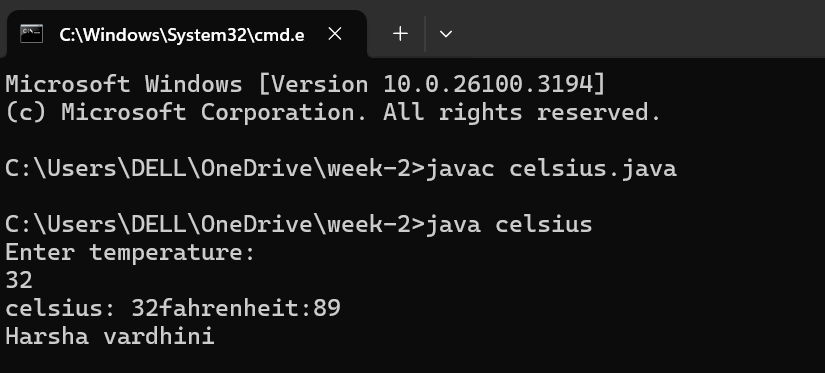 C:\Windows\System32\cmd.e
Microsoft Windows [Version 10.0.26100.3194]
(c) Microsoft Corporation. All rights reserved.
C:\Users\DELL\OneDrive\week-2>javac celsius.java
C:\Users\DELL\OneDrive\week-2>java celsius
Enter temperature:
32
celsius: 32fahrenheit:89
Harsha vardhini